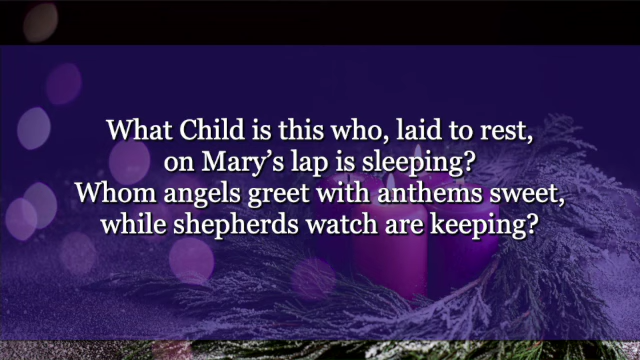 What Child is this who, laid to rest,
on Mary’s lap is sleeping?
Whom angels greet with anthems sweet,
while shepherds watch are keeping?